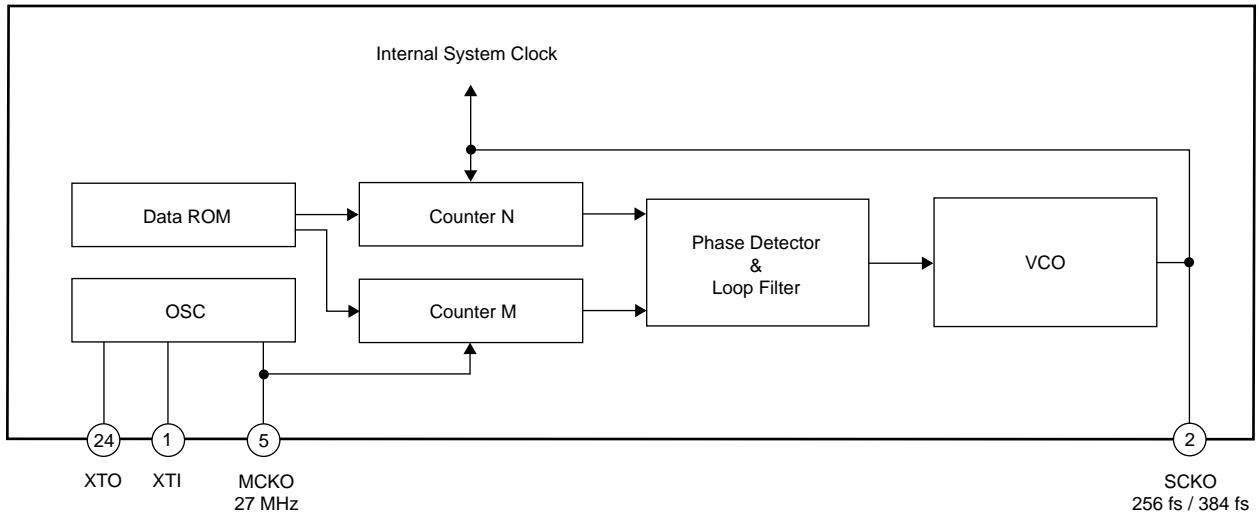 Internal System Clock
Data ROM
Counter N
Phase Detector
&
Loop Filter
VCO
OSC
Counter M
24
1
5
2
XTO
XTI
MCKO
27 MHz
SCKO
256 fs / 384 fs